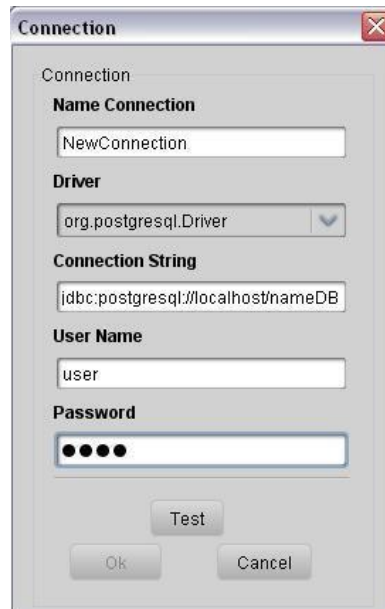 Connection
Connection
Name Connection
NewConnection
Driver
org.postgresql.Driver
Connection String
jdbc:postgresql://localhost/nameDB
User Name
user
Password
●●●●
Test
Ok Cancel